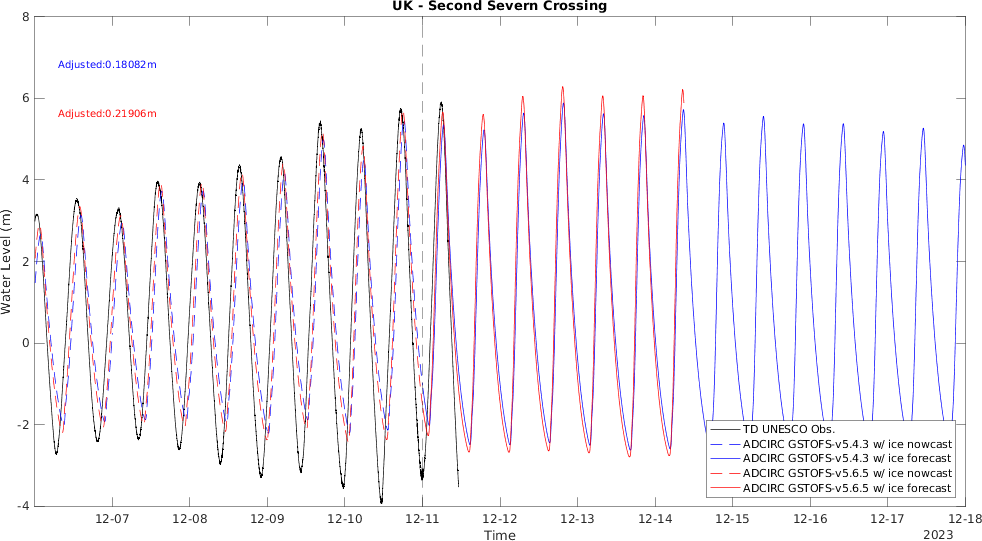 UK - Second Severn Crossing
8
6
4
2
0
-2
-4
Water Level (m)
Adjusted:0.18082m
Adjusted:0.21906m
TD UNESCO Obs.
ADCIRC GSTOFS-v5.4.3 w/ ice nowcast
ADCIRC GSTOFS-v5.4.3 w/ ice forecast
ADCIRC GSTOFS-v5.6.5 w/ ice nowcast
ADCIRC GSTOFS-v5.6.5 w/ ice forecast
12-07 12-08 12-09 12-10 12-11 12-12 12-13 12-14 12-15 12-16 12-17 12-18
Time
2023